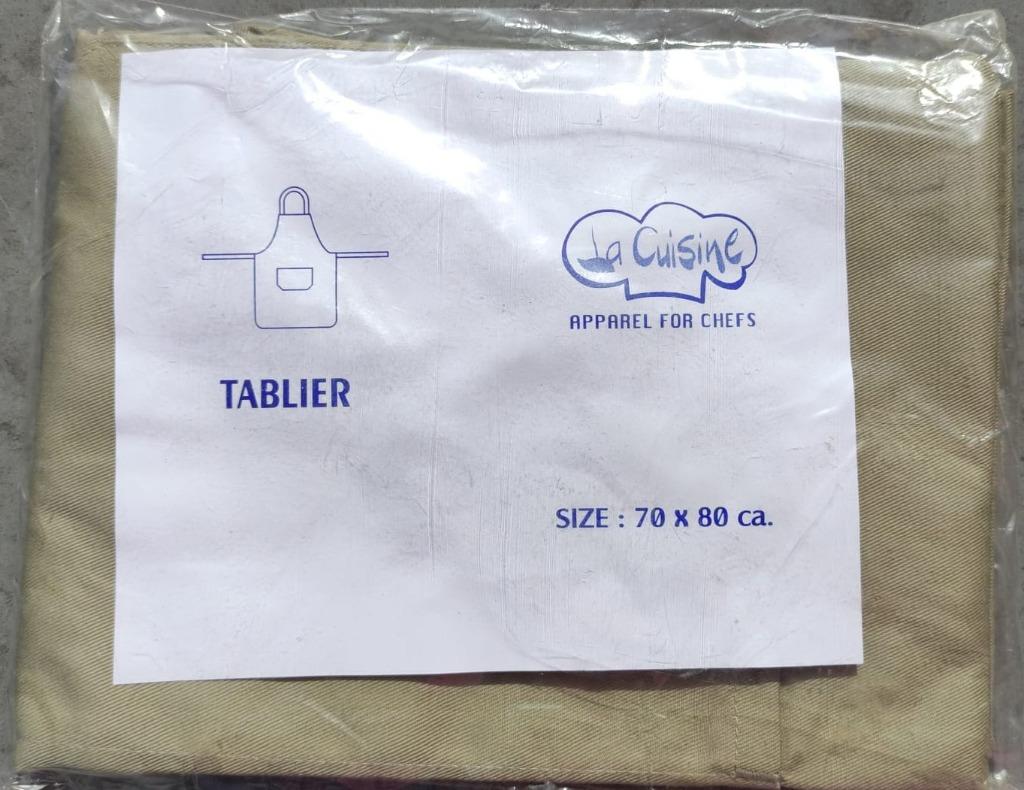 La Cuisine
APPAREL FOR CHEFS
TABLIER
SIZE : 70 x 80 ca.